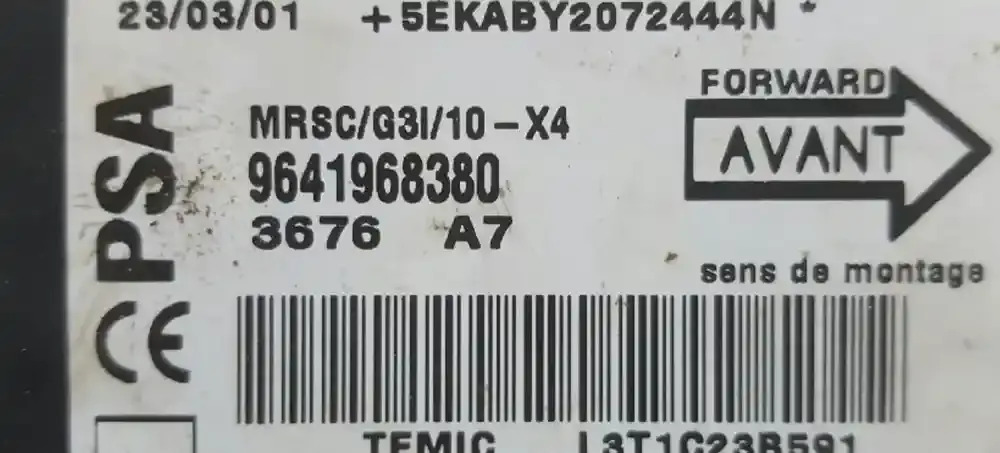 23/03/01 +5EKABY2072444N *
FORWARD
AVANT
sens de montage
MRSC/G3I/10-X4
9641968380
3676 A7
PSA
CE
TEMIC L3T1C23B591